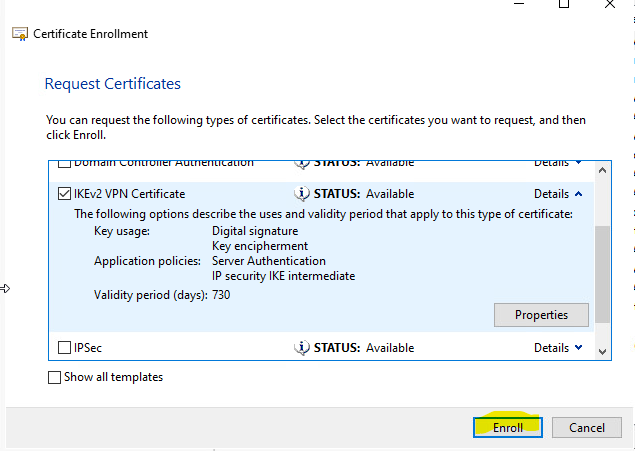 Certificate Enrollment
Request Certificates
You can request the following types of certificates. Select the certificates you want to request, and then
click Enroll.
Domain Controller Authentication STATUS: Available Details
IKEv2 VPN Certificate STATUS: Available Details
The following options describe the uses and validity period that apply to this type of certificate:
Key usage: Digital signature
Key encipherment
Application policies: Server Authentication
IP security IKE intermediate
Validity period (days): 730
Properties
IPSec STATUS: Available Details
Show all templates
Enroll Cancel